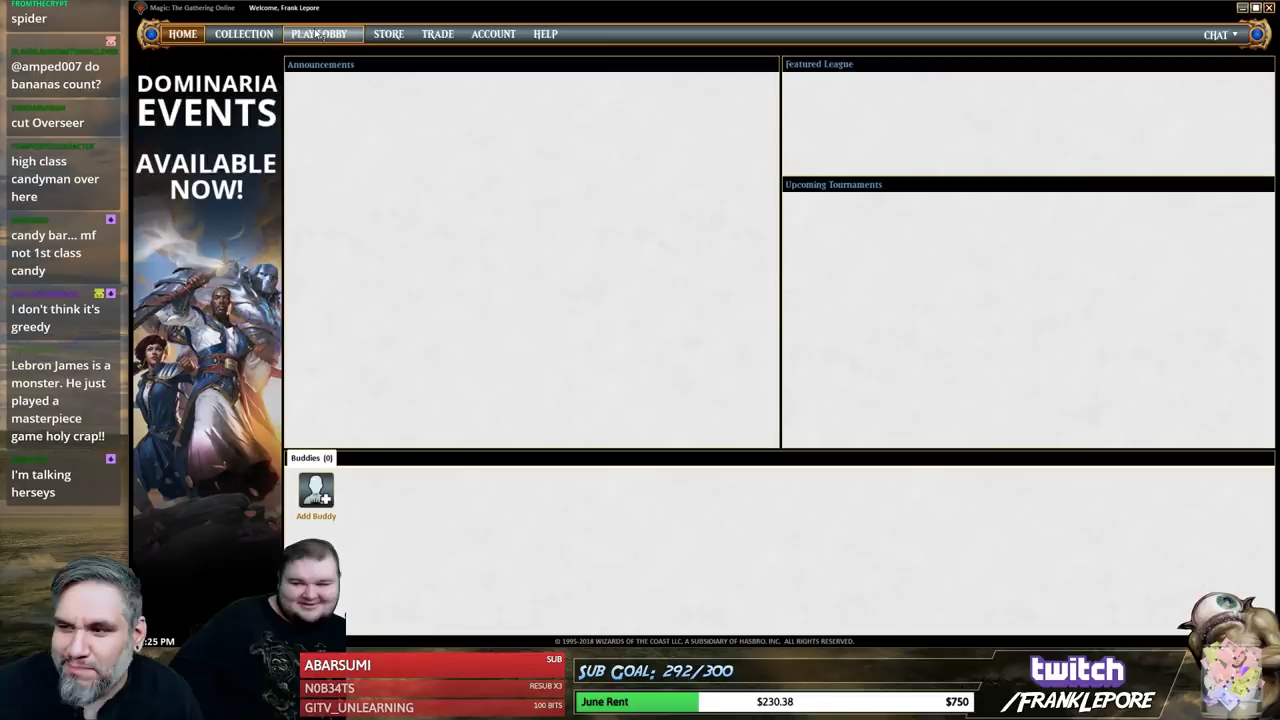 FROMTHECRYPT
spider
@amped007 do
bananas count?
cut Overseer
high class
candyman over
here
candy bar... mf
not 1st class
candy
I don't think it's
greedy
Lebron James is a
monster. He just
played a
masterpiece
game holy crap!!
I'm talking
herseys
Magic: The Gathering Online
Welcome, Frank Lepore
HOME
COLLECTION
PLAY LOBBY
STORE
TRADE
ACCOUNT
HELP
CHAT
DOMINARIA
EVENTS
AVAILABLE
NOW!
Announcements
Featured League
Upcoming Tournaments
Buddies (0)
Add Buddy
:25 PM
© 1995-2018 WIZARDS OF THE COAST LLC, A SUBSIDIARY OF HASBRO, INC. ALL RIGHTS RESERVED.
ABARSUMI
SUB
N0B34TS
RESUB X3
GITV_UNLEARNING
100 BITS
SUB GOAL: 292/300
June Rent
$230.38
$750
twitch
/FRANKLEPORE